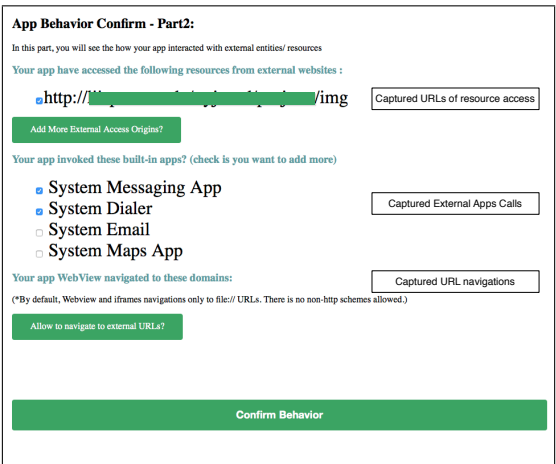 App Behavior Confirm - Part2:
In this part, you will see the how your app interacted with external entities/ resources
Your app have accessed the following resources from external websites :
http:// /img
Captured URLs of resource access
Add More External Access Origins?
Your app invoked these built-in apps? (check is you want to add more)
System Messaging App
System Dialer
Captured External Apps Calls
System Email
System Maps App
Your app WebView navigated to these domains:
Captured URL navigations
(*By default, Webview and iframes navigations only to file:// URLs. There is no non-http schemes allowed.)
Allow to navigate to external URLs?
Confirm Behavior